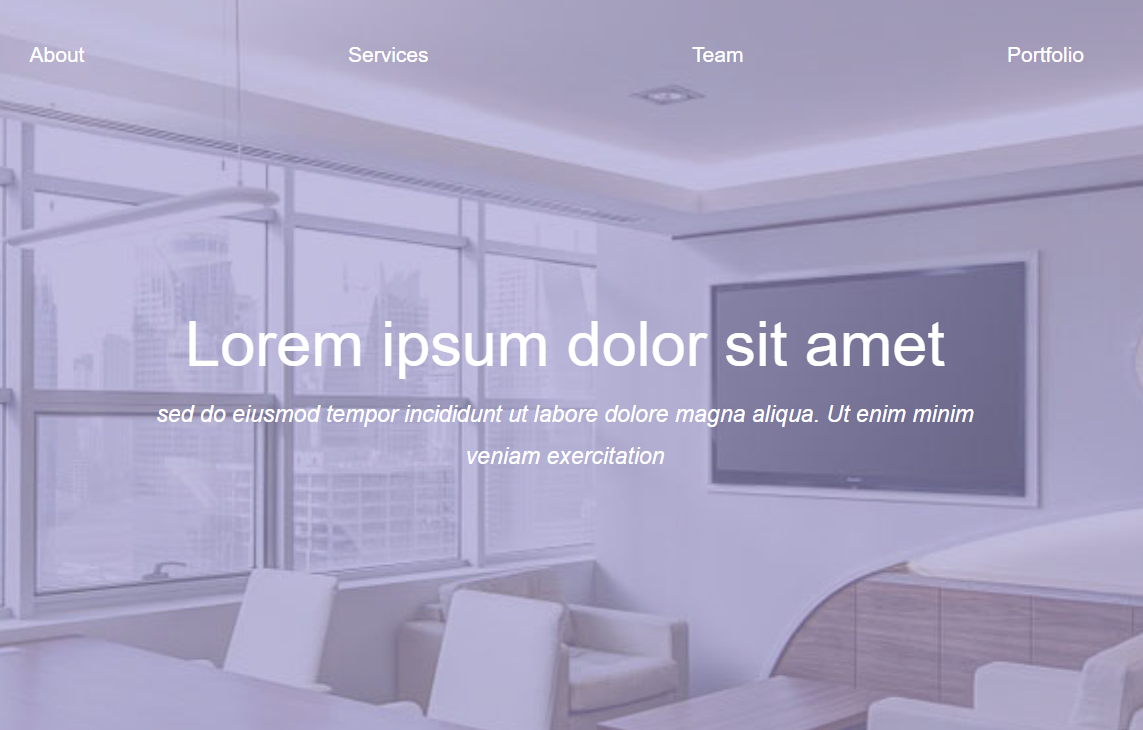 About
Services
Team
Portfolio
Lorem ipsum dolor sit amet
sed do eiusmod tempor incididunt ut labore dolore magna aliqua. Ut enim minim
veniam exercitation